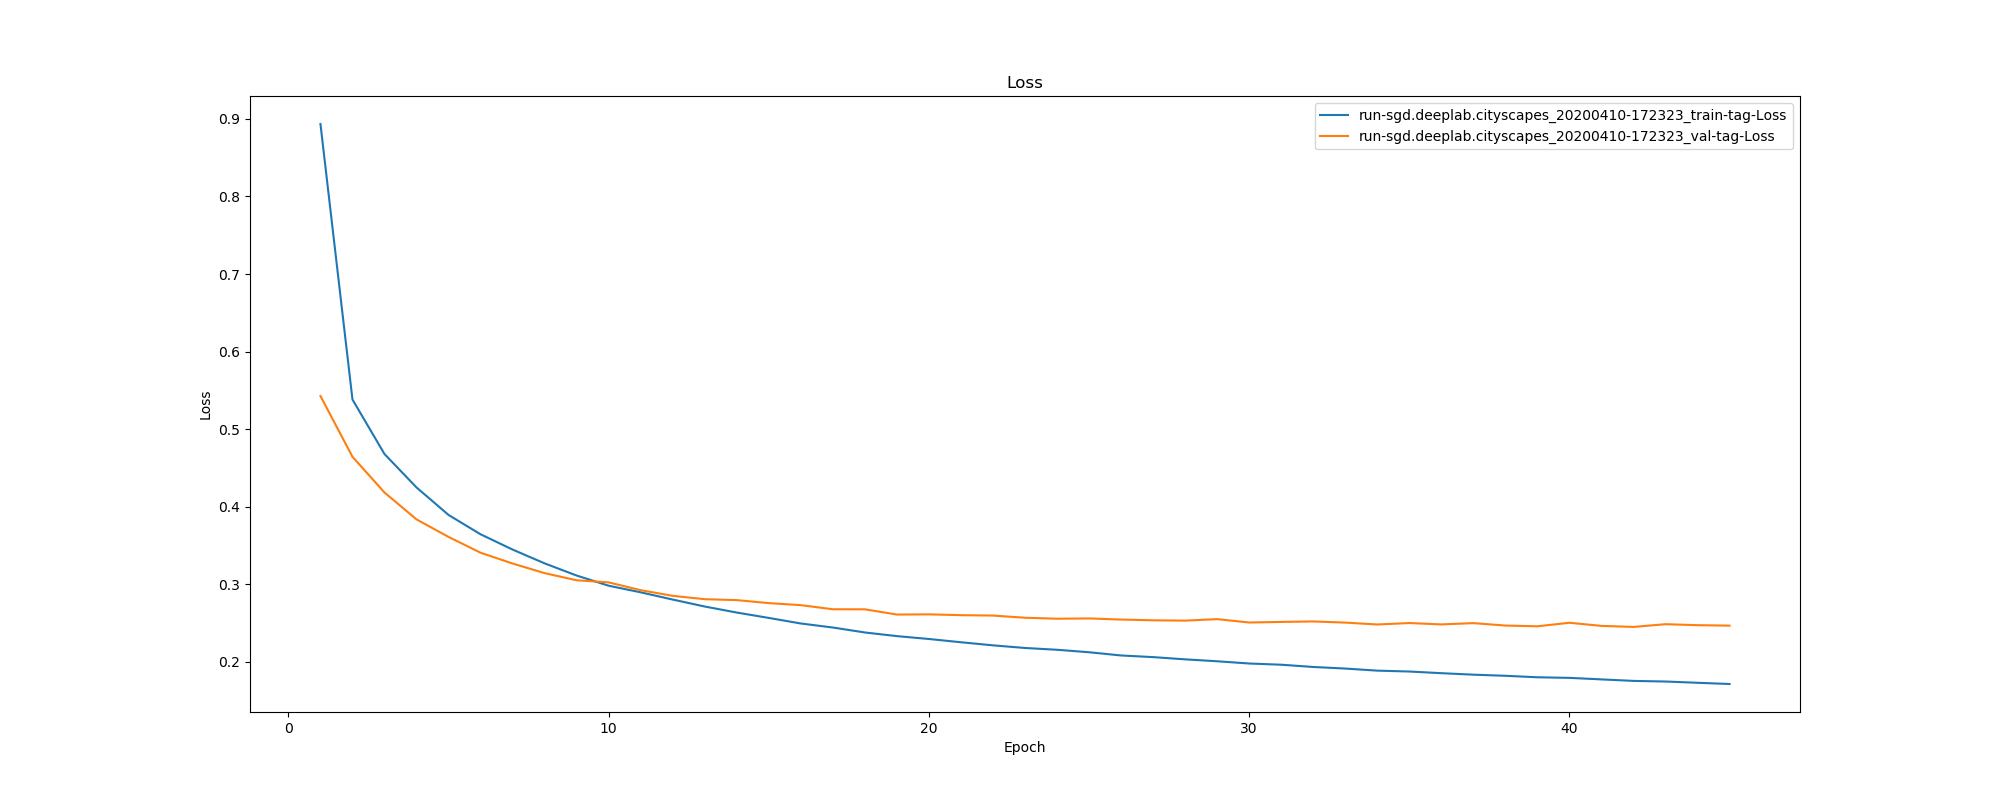 Loss
run-sgd.deeplab.cityscapes_20200410-172323_train-tag-Loss
run-sgd.deeplab.cityscapes_20200410-172323_val-tag-Loss
0.9
0.8
0.7
0.6
0.5
0.4
0.3
0.2
Loss
0 10 20 30 40
Epoch